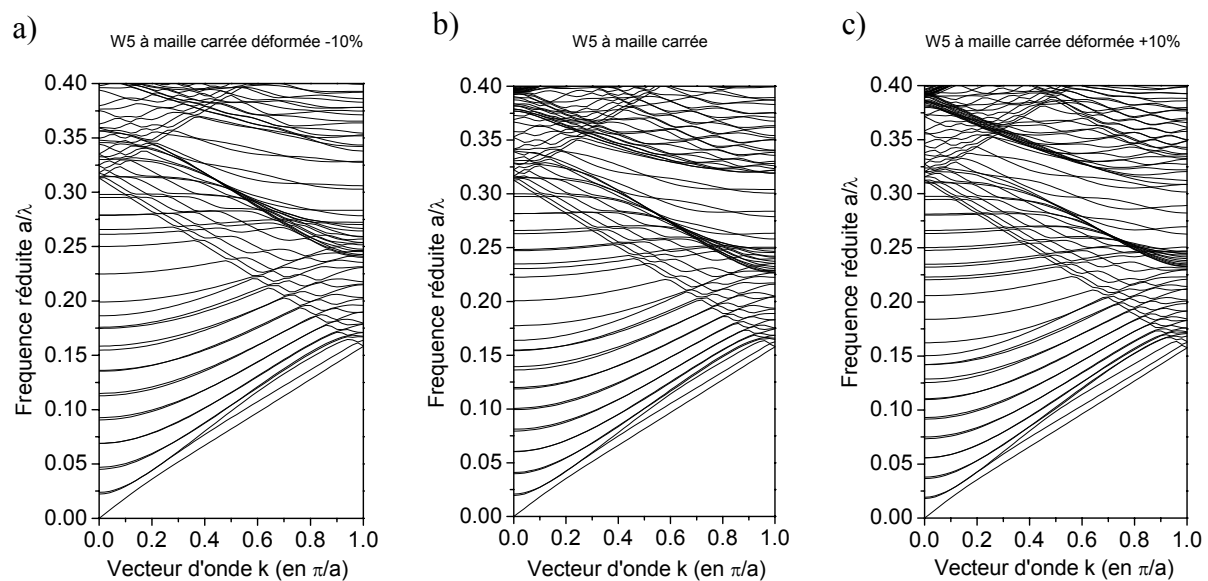 a)
W5 à maille carrée déformée -10%
0.40
0.35
0.30
0.25
0.20
0.15
0.10
0.05
0.00
Frequence réduite a/λ
0.0 0.2 0.4 0.6 0.8 1.0
Vecteur d'onde k (en π/a)
b)
W5 à maille carrée
0.40
0.35
0.30
0.25
0.20
0.15
0.10
0.05
0.00
Frequence réduite a/λ
0.0 0.2 0.4 0.6 0.8 1.0
Vecteur d'onde k (en π/a)
c)
W5 à maille carrée déformée +10%
0.40
0.35
0.30
0.25
0.20
0.15
0.10
0.05
0.00
Frequence réduite a/λ
0.0 0.2 0.4 0.6 0.8 1.0
Vecteur d'onde k (en π/a)